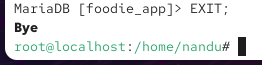 MariaDB [foodie_app]> EXIT;
Bye
root@localhost:/home/nandu#